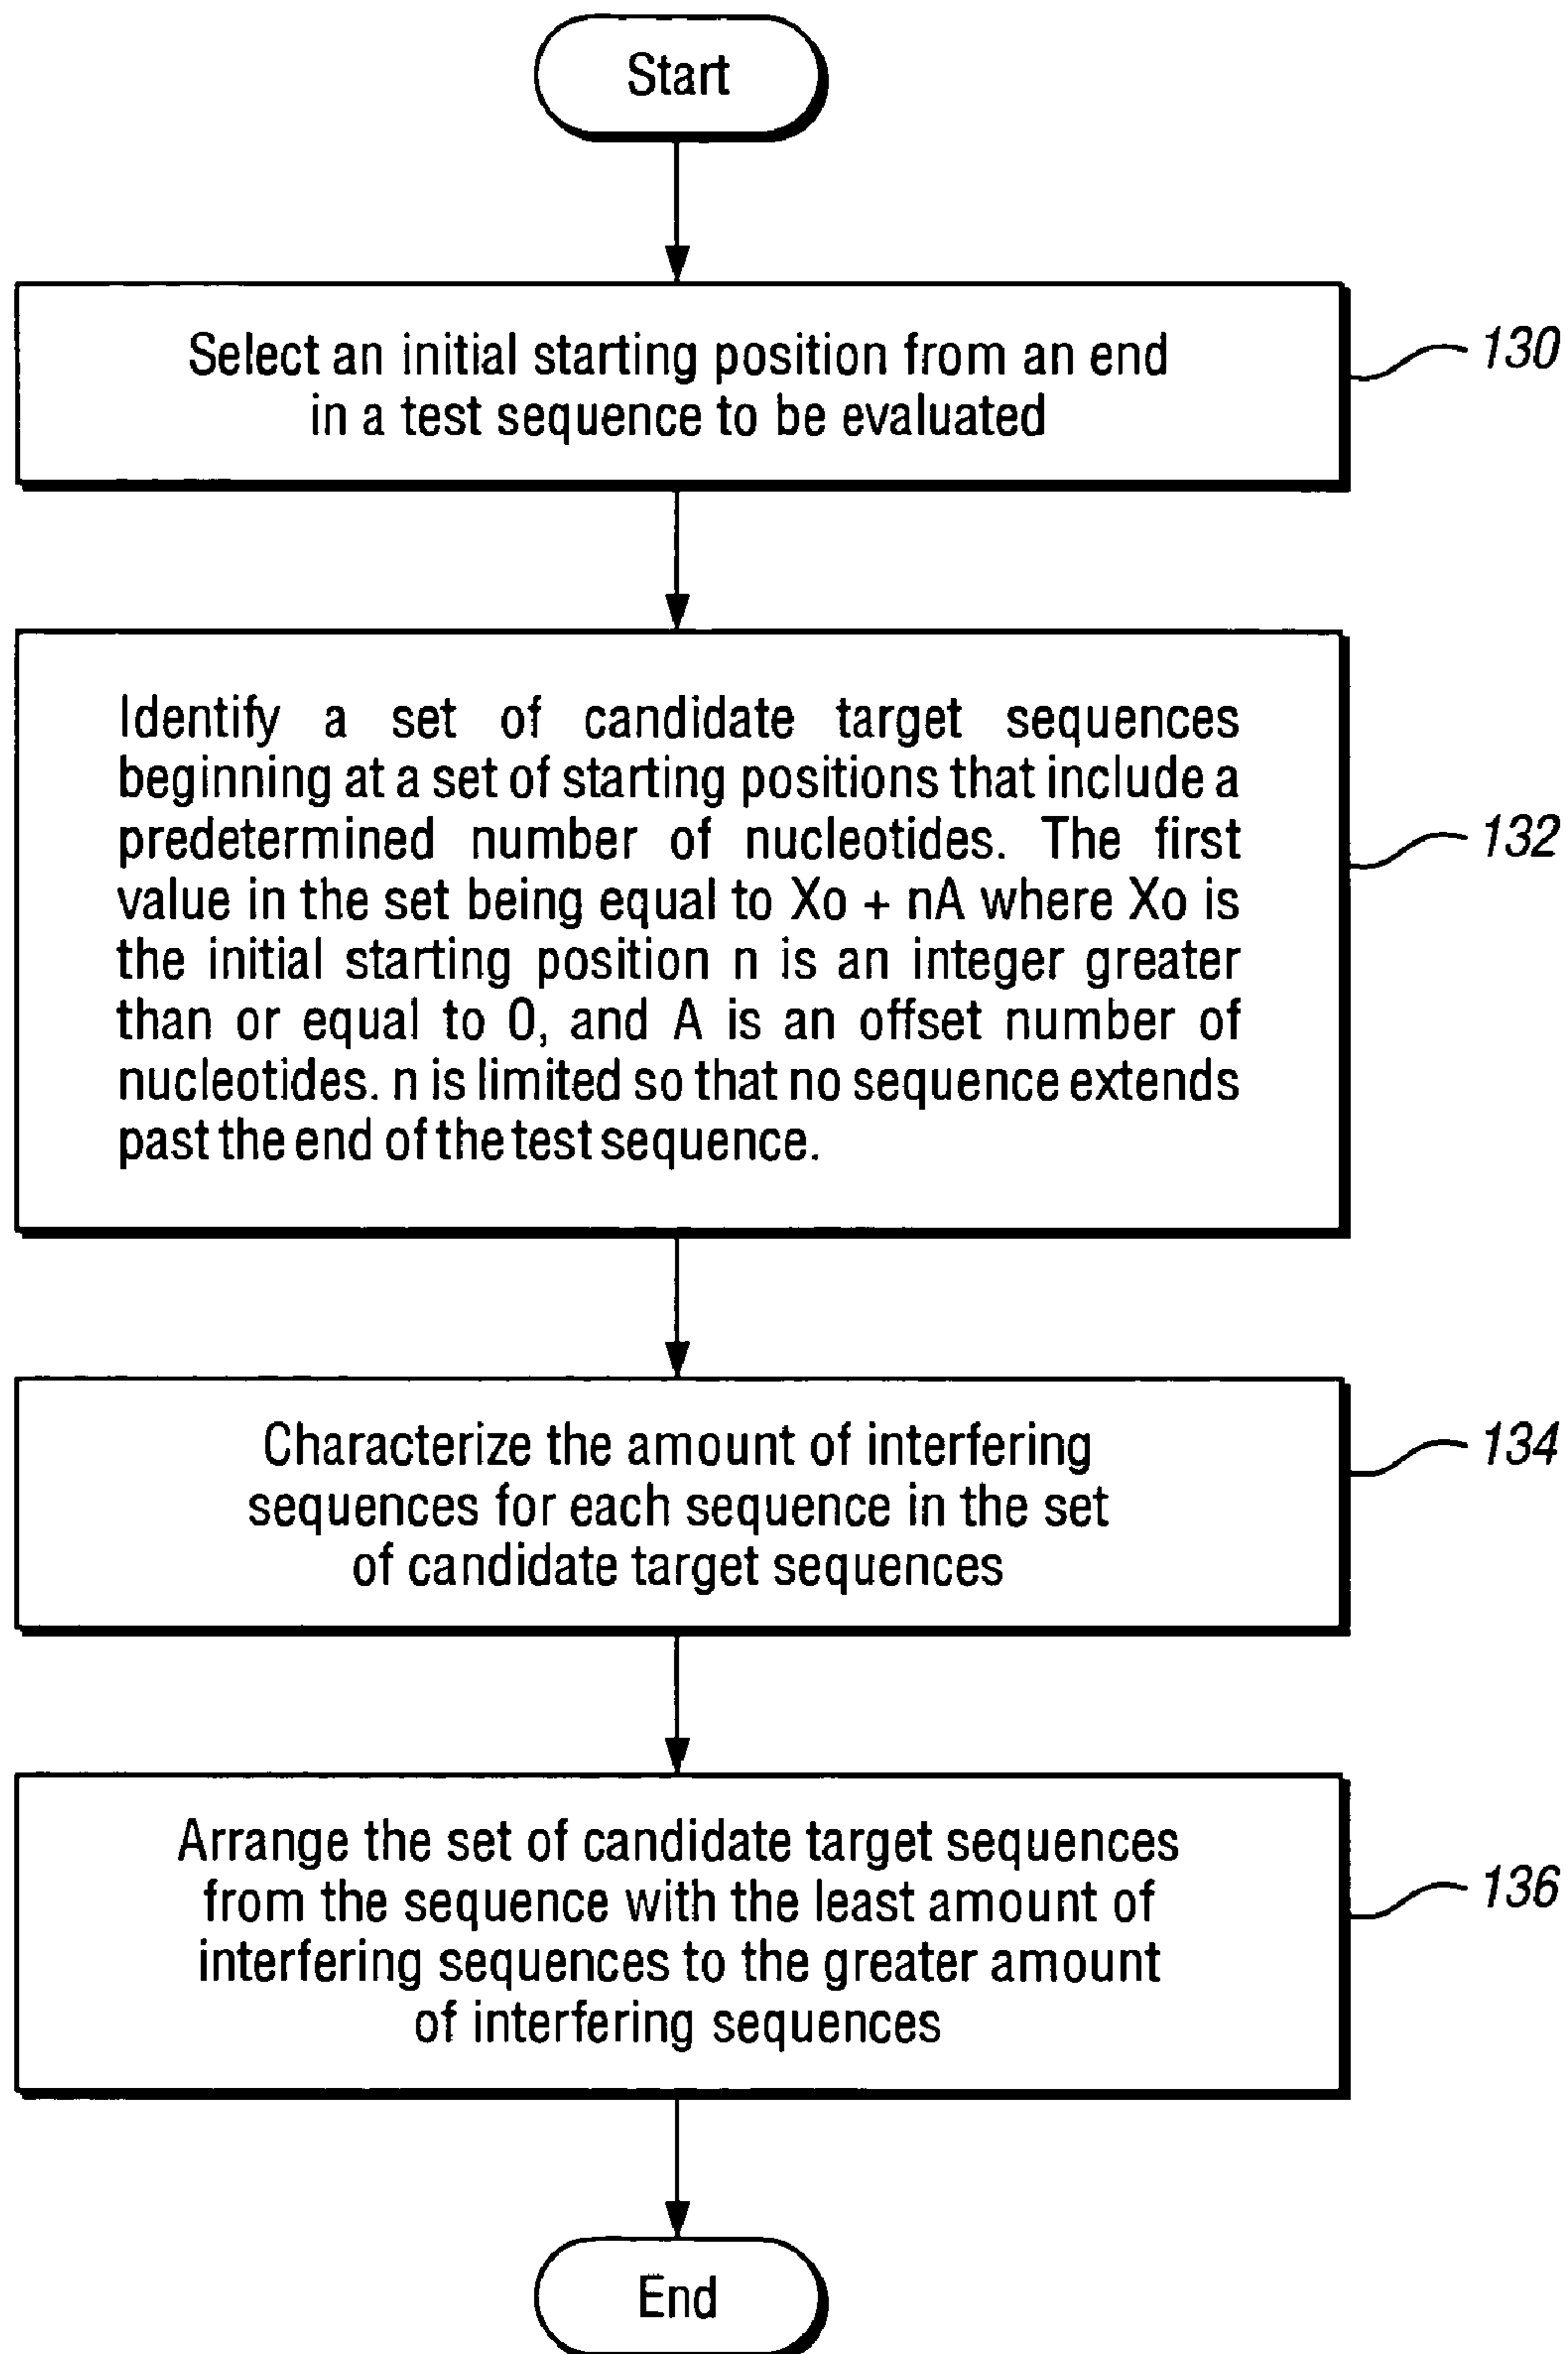 Start
Select an initial starting position from an end
in a test sequence to be evaluated
130
Identify a set of candidate target sequences
beginning at a set of starting positions that include a
predetermined number of nucleotides. The first
value in the set being equal to Xo + nA where Xo is
the initial starting position n is an integer greater
than or equal to 0, and A is an offset number of
nucleotides. n is limited so that no sequence extends
past the end of the test sequence.
132
Characterize the amount of interfering
sequences for each sequence in the set
of candidate target sequences
134
Arrange the set of candidate target sequences
from the sequence with the least amount of
interfering sequences to the greater amount
of interfering sequences
136
End